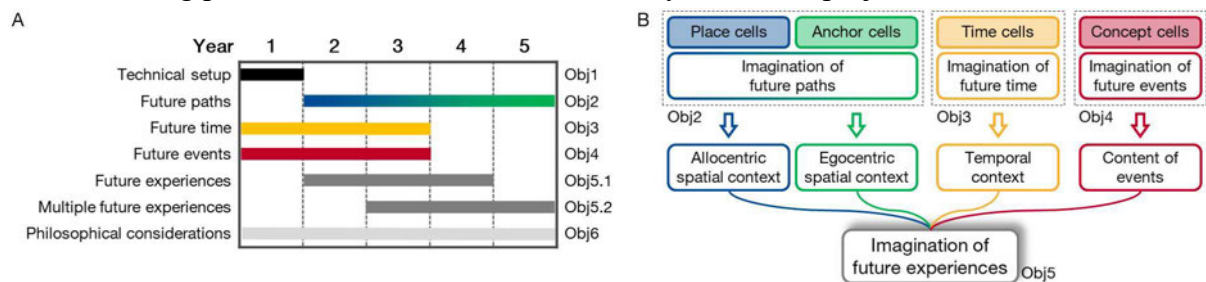 A
Year 1 2 3 4 5
Technical setup Obj1
Future paths Obj2
Future time Obj3
Future events Obj4
Future experiences Obj5.1
Multiple future experiences Obj5.2
Philosophical considerations Obj6
B
Place cells Anchor cells Time cells Concept cells
Imagination of
future paths
Imagination of
future time
Imagination of
future events
Obj2 Obj3 Obj4
Allocentric
spatial context
Egocentric
spatial context
Temporal
context
Content of
events
Imagination of
future experiences
Obj5